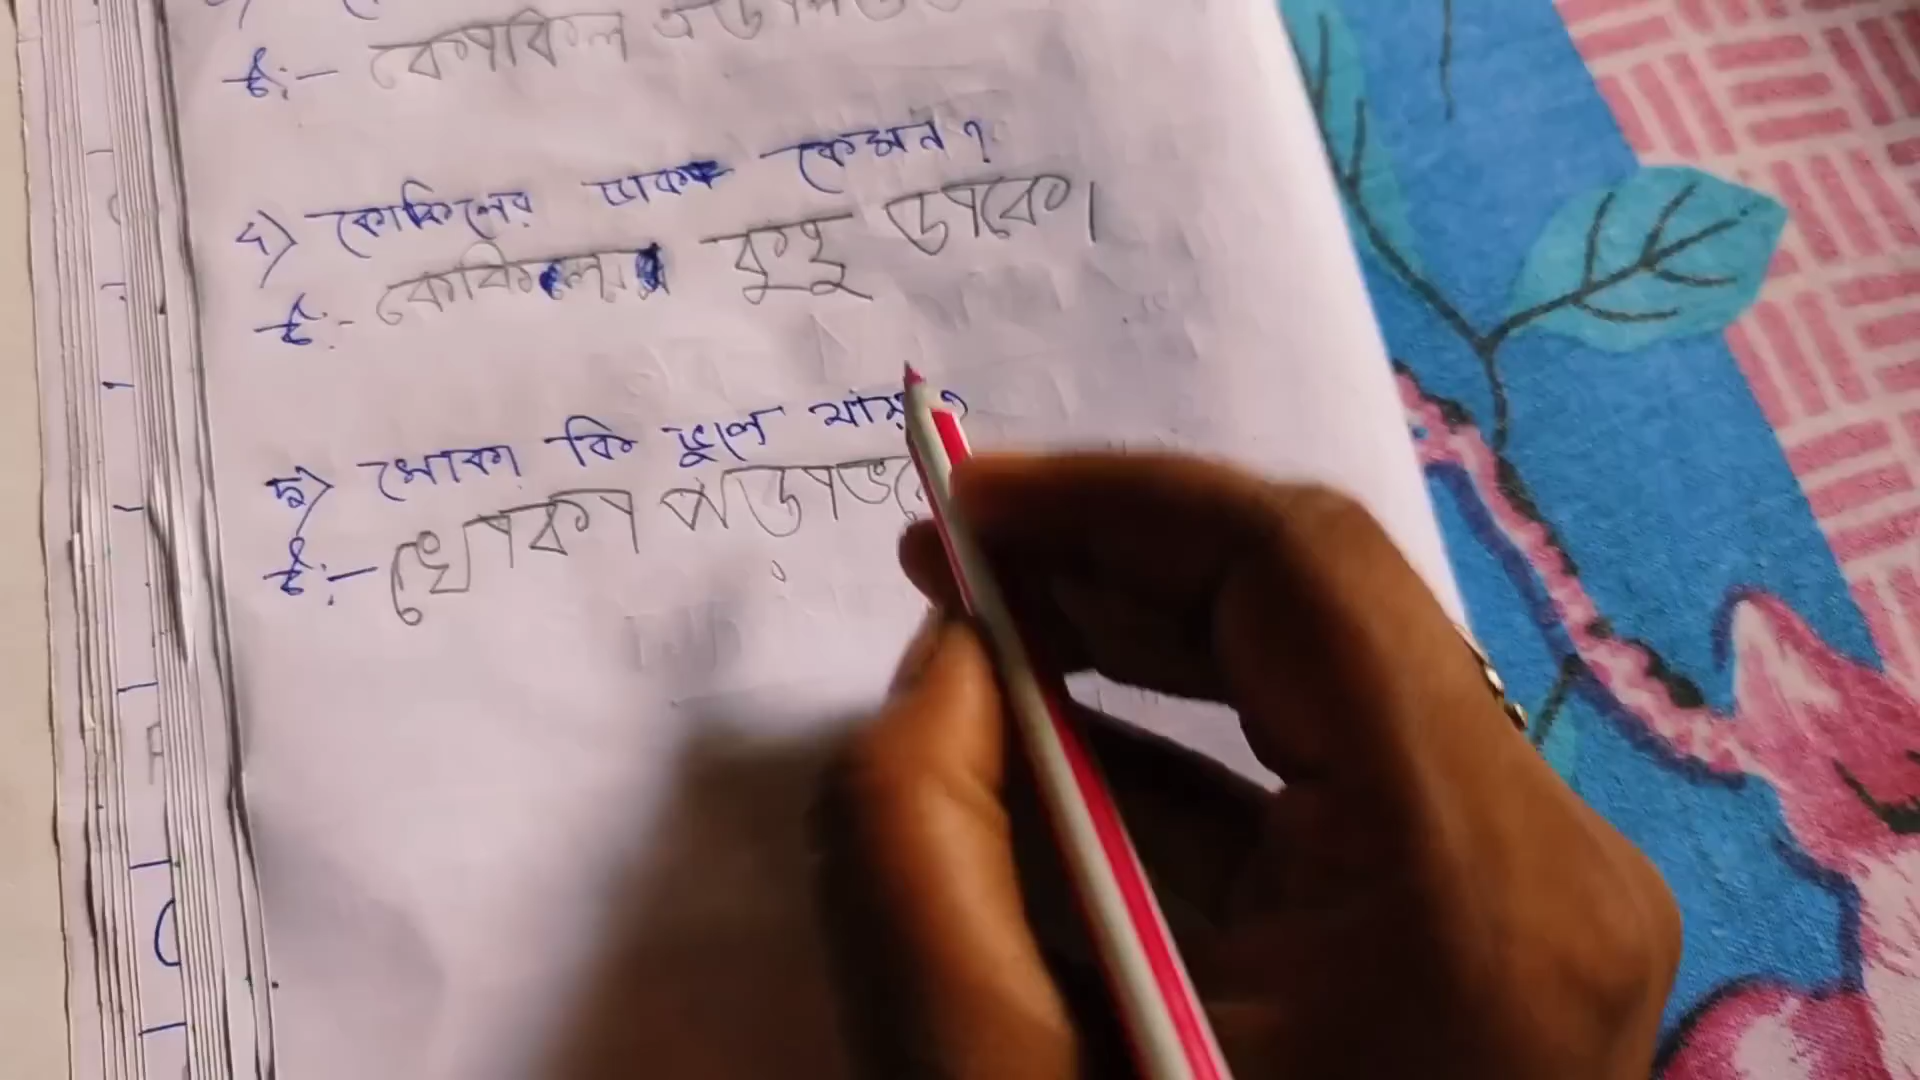 উঃ- কোকিল
৫) কোকিলের ডাক কেমন?
উঃ- কোকিলেরা কুহু ডাকে।
৬) খোকা কি ভুলে যায়?
উঃ- খোকা পড়া